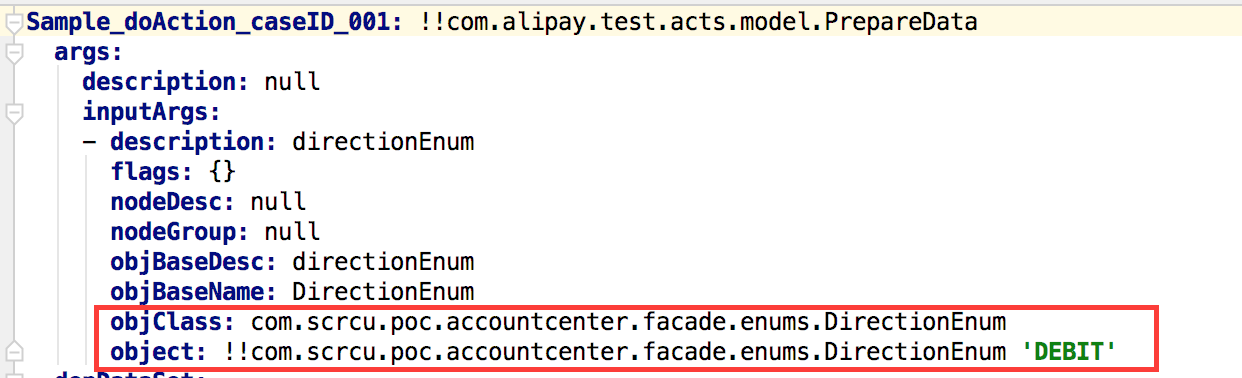 Sample_doAction_caseID_001: !!com.alipay.test.acts.model.PrepareData
args:
description: null
inputArgs:
- description: directionEnum
flags: {}
nodeDesc: null
nodeGroup: null
objBaseDesc: directionEnum
objBaseName: DirectionEnum
objClass: com.scrcu.poc.accountcenter.facade.enums.DirectionEnum
object: !!com.scrcu.poc.accountcenter.facade.enums.DirectionEnum 'DEBIT'
depDataSet: